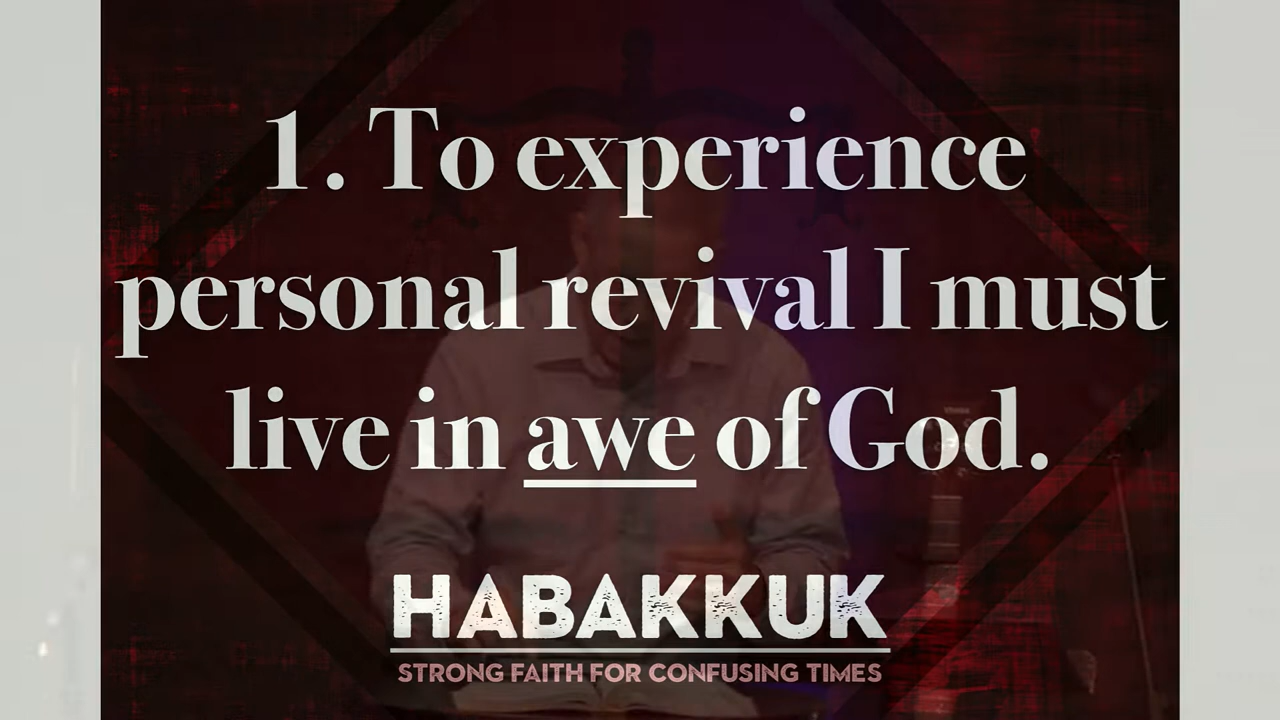 1. To experience
personal revival I must
live in awe of God.
HABAKKUK
STRONG FAITH FOR CONFUSING TIMES